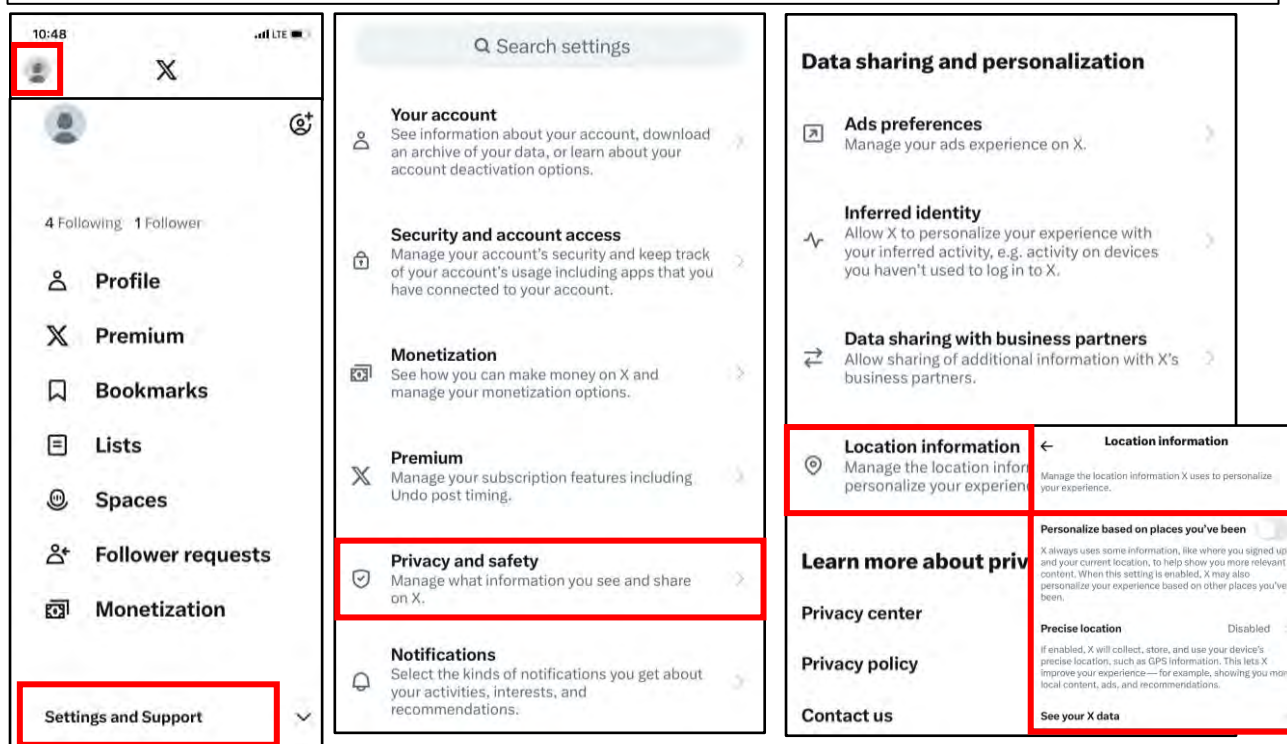 10:48
LTE
X
4 Following 1 Follower
Profile
Premium
Bookmarks
Lists
Spaces
Follower requests
Monetization
Settings and Support
Search settings
Your account
See information about your account, download
an archive of your data, or learn about your
account deactivation options.
Security and account access
Manage your account's security and keep track
of your account's usage including apps that you
have connected to your account.
Monetization
See how you can make money on X and
manage your monetization options.
Premium
Manage your subscription features including
Undo post timing.
Privacy and safety
Manage what information you see and share
on X.
Notifications
Select the kinds of notifications you get about
your activities, interests, and
recommendations.
Data sharing and personalization
Ads preferences
Manage your ads experience on X.
Inferred identity
Allow X to personalize your experience with
your inferred activity, e.g. activity on devices
you haven't used to log in to X.
Data sharing with business partners
Allow sharing of additional information with X's
business partners.
Location information
Manage the location infor
personalize your experien
Learn more about priv
Privacy center
Privacy policy
Contact us
Location information
Manage the location information X uses to personalize
your experience.
Personalize based on places you've been
X always uses some information, like where you signed up
and your current location, to help show you more relevant
content. When this setting is enabled, X may also
personalize your experience based on other places you've
been.
Precise location Disabled
If enabled, X will collect, store, and use your device's
precise location, such as GPS information. This lets X
improve your experience — for example, showing you mor
local content, ads, and recommendations.
See your X data